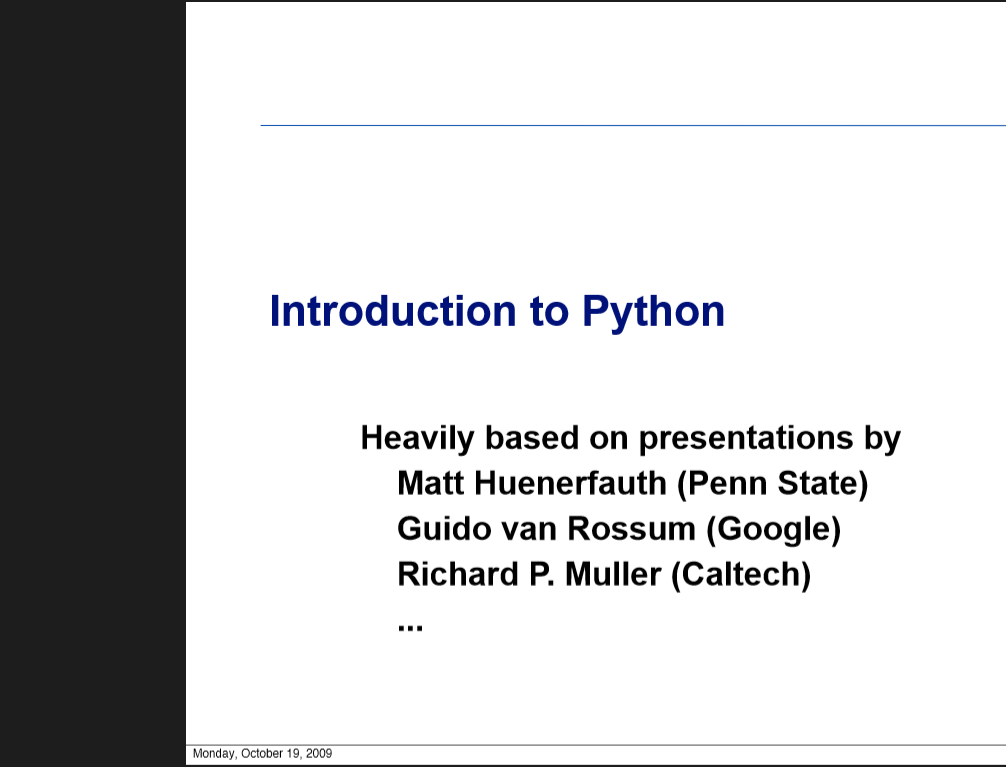 Introduction to Python
Heavily based on presentations by
Matt Huenerfauth (Penn State)
Guido van Rossum (Google)
Richard P. Muller (Caltech)
...
Monday, October 19, 2009